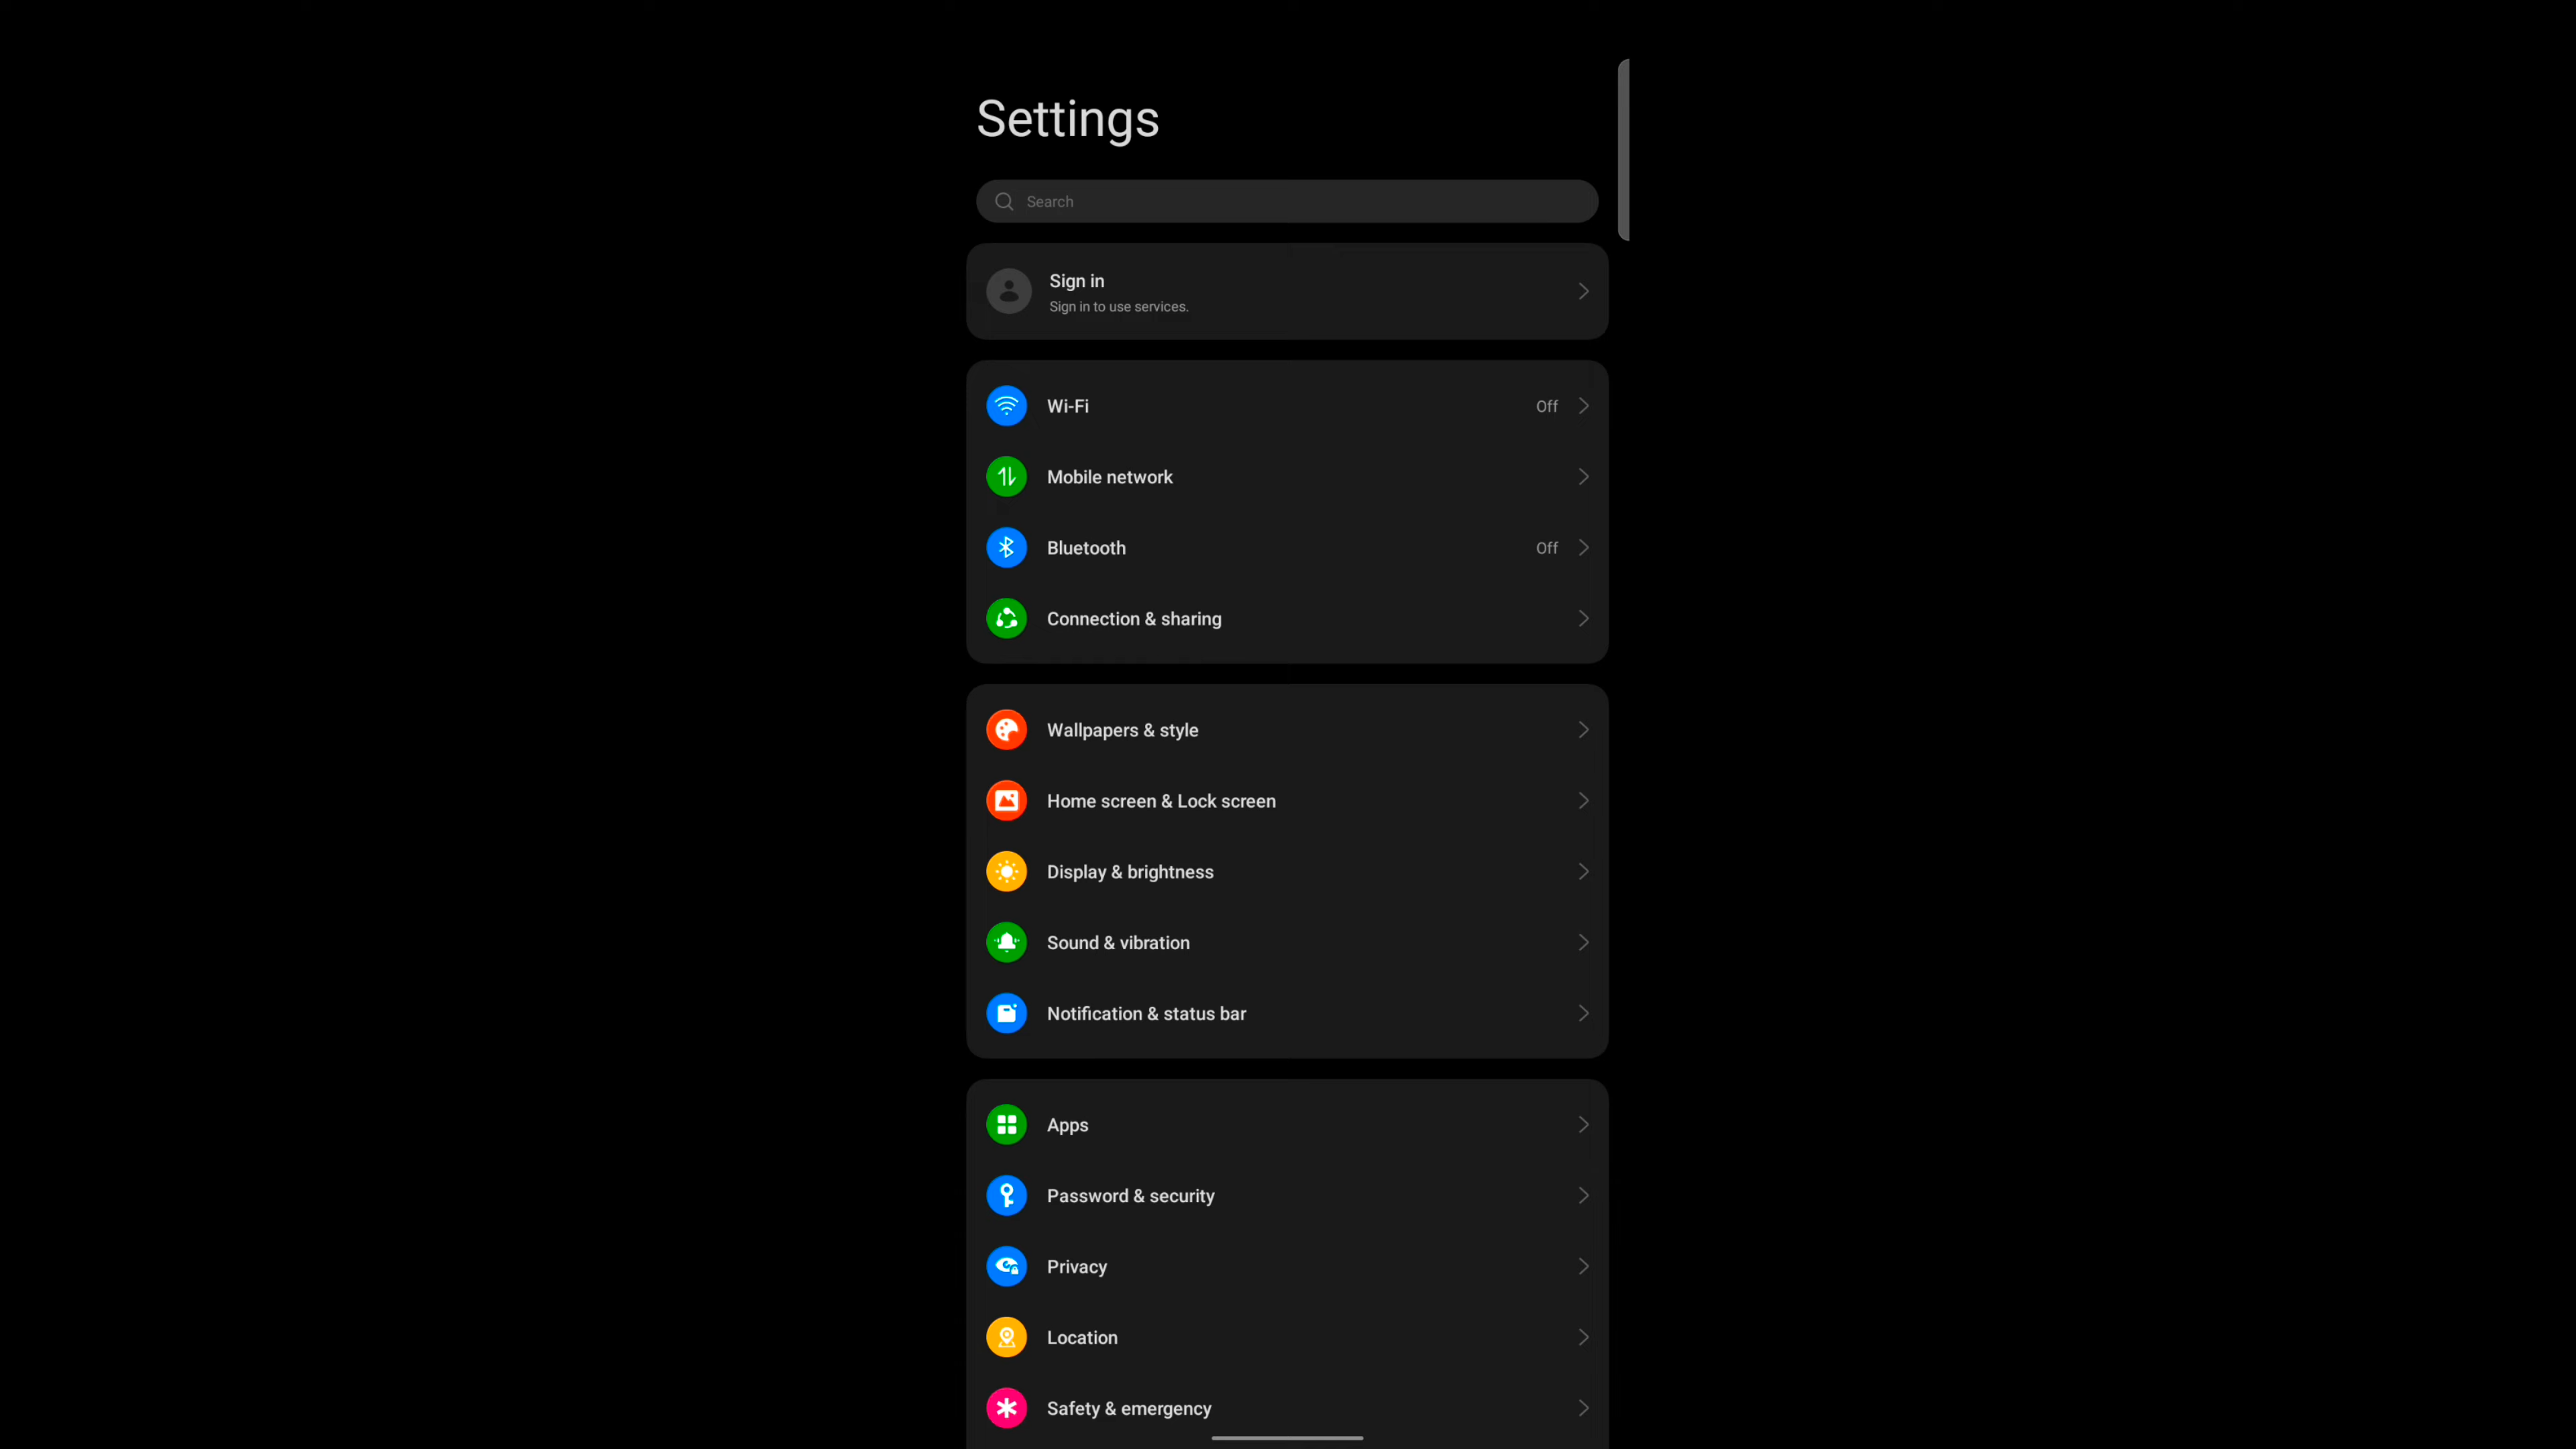 Settings
Search
Sign in
Sign in to use services.
Wi-Fi Off
Mobile network
Bluetooth Off
Connection & sharing
Wallpapers & style
Home screen & Lock screen
Display & brightness
Sound & vibration
Notification & status bar
Apps
Password & security
Privacy
Location
Safety & emergency